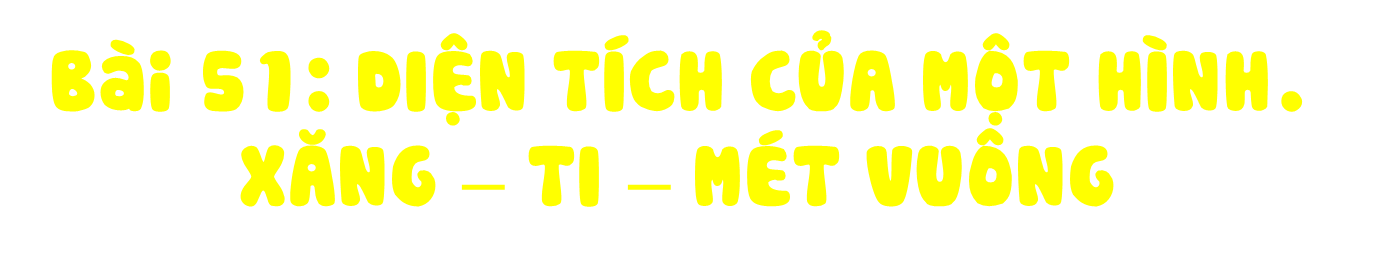 Bài 51: DIỆN TÍCH CỦA MỘT HÌNH.
XĂNG – TI – MÉT VUÔNG